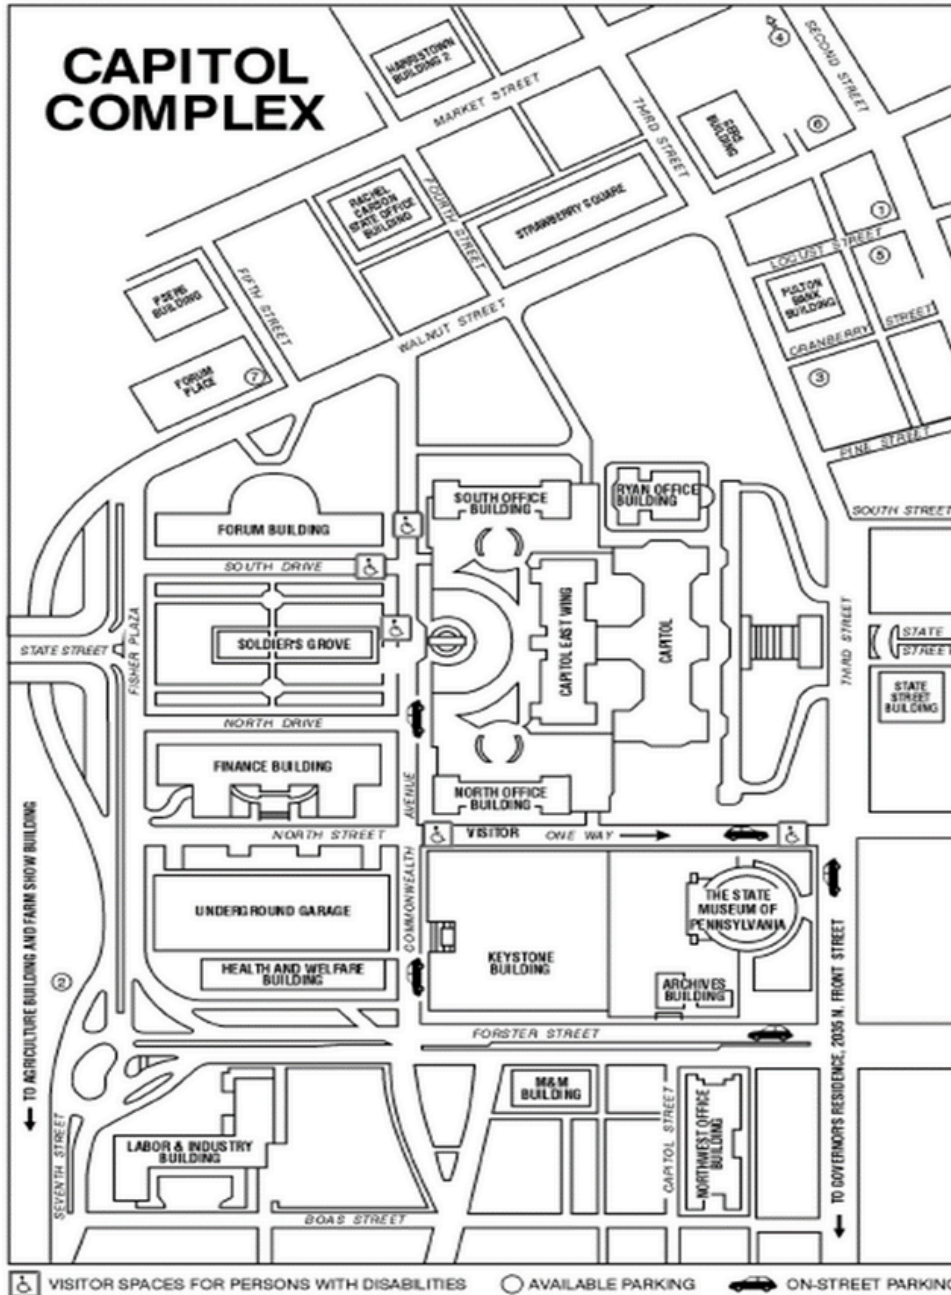 CAPITOL
COMPLEX
HARRISTOWN
BUILDING 2
MARKET STREET
SECOND STREET
4
THIRD STREET
SERS
BUILDING
6
RACHEL
CARSON
STATE OFFICE
BUILDING
FOURTH STREET
STRAWBERRY SQUARE
1
LOCUST STREET
5
PSERS
BUILDING
FIFTH STREET
FULTON
BANK
BUILDING
WALNUT STREET
CRANBERRY STREET
FORUM
PLACE
7
3
PINE STREET
SOUTH OFFICE
BUILDING
RYAN OFFICE
BUILDING
SOUTH STREET
FORUM BUILDING
SOUTH DRIVE
FISHER PLAZA
CAPITOL EAST WING
CAPITOL
THIRD STREET
STATE STREET
SOLDIER'S GROVE
STATE
STREET
STATE
STREET
BUILDING
NORTH DRIVE
FINANCE BUILDING
COMMONWEALTH AVENUE
NORTH OFFICE
BUILDING
NORTH STREET
VISITOR
ONE WAY
TO AGRICULTURE BUILDING AND FARM SHOW BUILDING
UNDERGROUND GARAGE
THE STATE
MUSEUM OF
PENNSYLVANIA
KEYSTONE
BUILDING
HEALTH AND WELFARE
BUILDING
2
ARCHIVES
BUILDING
FORSTER STREET
TO GOVERNORS RESIDENCE, 2035 N. FRONT STREET
M&M
BUILDING
CAPITOL STREET
NORTHWEST OFFICE
BUILDING
LABOR & INDUSTRY
BUILDING
SEVENTH STREET
BOAS STREET
VISITOR SPACES FOR PERSONS WITH DISABILITIES
AVAILABLE PARKING
ON-STREET PARKING